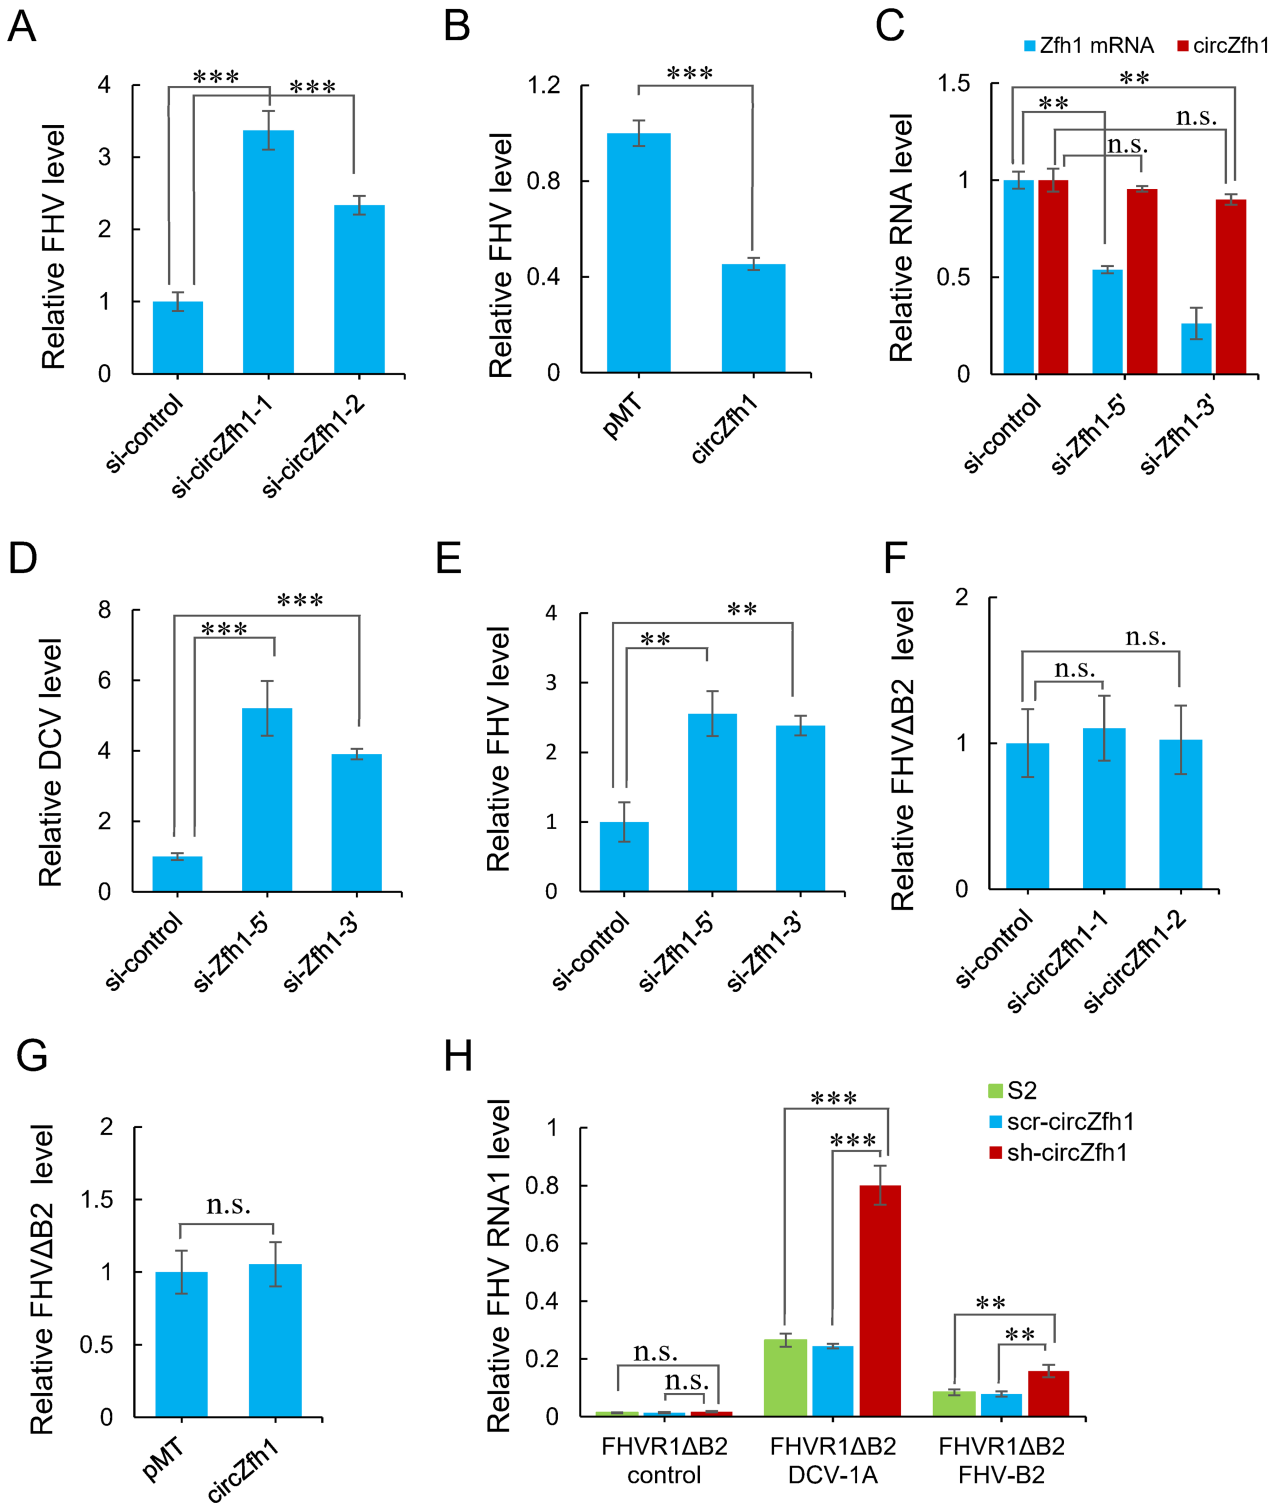 A
Relative FHV level
4
3
2
1
0
***
***
si-control
si-circZfh1-1
si-circZfh1-2
B
Relative FHV level
1.2
0.8
0.4
0
***
pMT
circZfh1
C
Zfh1 mRNA
circZfh1
Relative RNA level
1.5
1
0.5
0
**
**
n.s.
n.s.
si-control
si-Zfh1-5'
si-Zfh1-3'
D
Relative DCV level
8
6
4
2
0
***
***
si-control
si-Zfh1-5'
si-Zfh1-3'
E
Relative FHV level
4
3
2
1
0
**
**
si-control
si-Zfh1-5'
si-Zfh1-3'
F
Relative FHVΔB2 level
2
1
0
n.s.
n.s.
si-control
si-circZfh1-1
si-circZfh1-2
G
Relative FHVΔB2 level
2
1.5
1
0.5
0
n.s.
pMT
circZfh1
H
S2
scr-circZfh1
sh-circZfh1
Relative FHV RNA1 level
1
0.8
0.6
0.4
0.2
0
n.s.
n.s.
***
***
**
**
FHVR1ΔB2
control
FHVR1ΔB2
DCV-1A
FHVR1ΔB2
FHV-B2